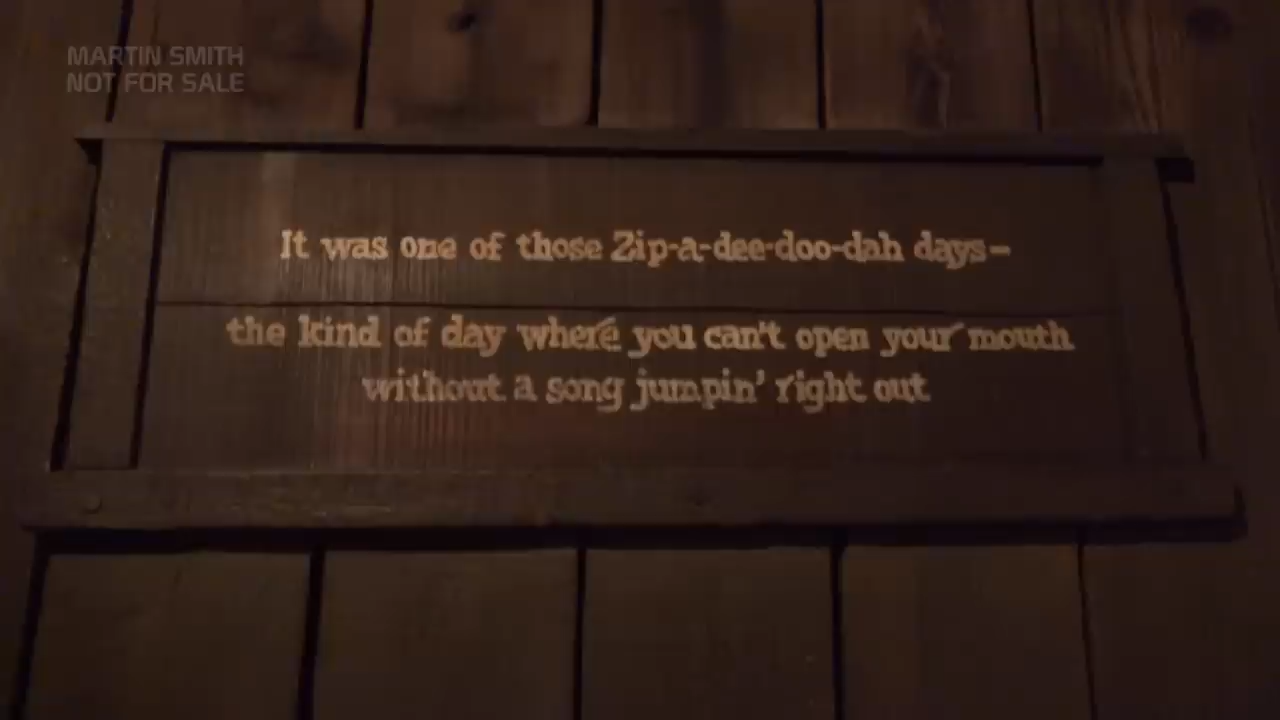 MARTIN SMITH
NOT FOR SALE
It was one of those Zip-a-dee-doo-dah days–
the kind of day where you can't open your mouth
without a song jumpin' right out